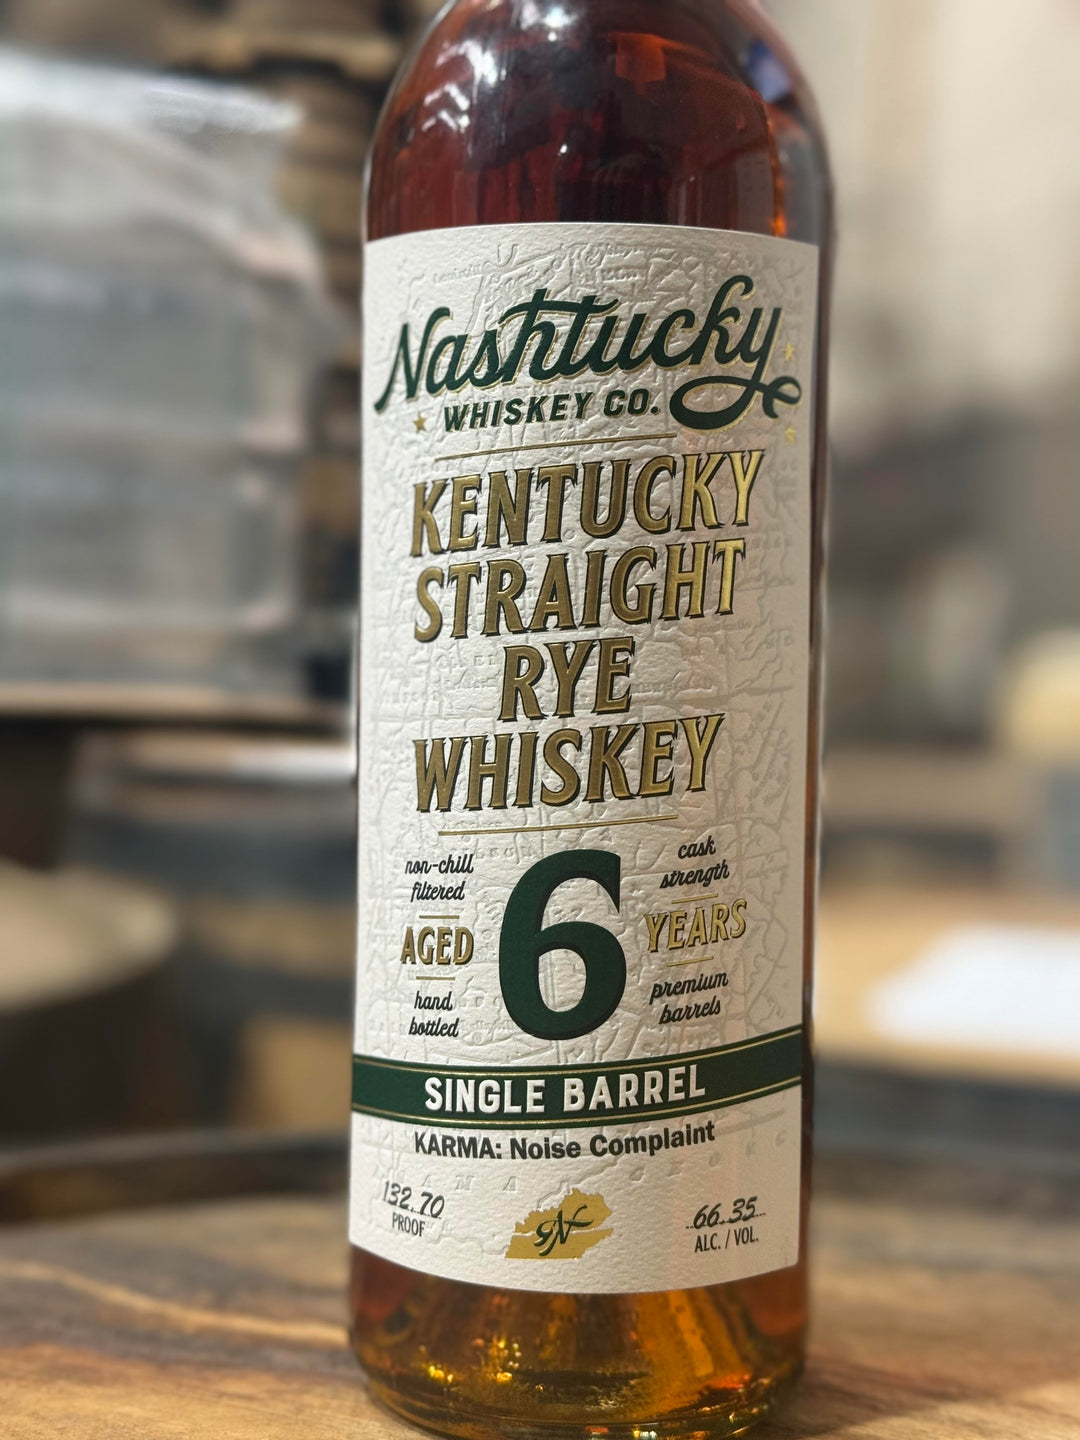 Nashtucky
WHISKEY CO.
KENTUCKY
STRAIGHT
RYE
WHISKEY
non-chill
filtered
AGED
hand
bottled
6
cask
strength
YEARS
premium
barrels
SINGLE BARREL
KARMA: Noise Complaint
132.70
PROOF
N
66.35
ALC. / VOL.